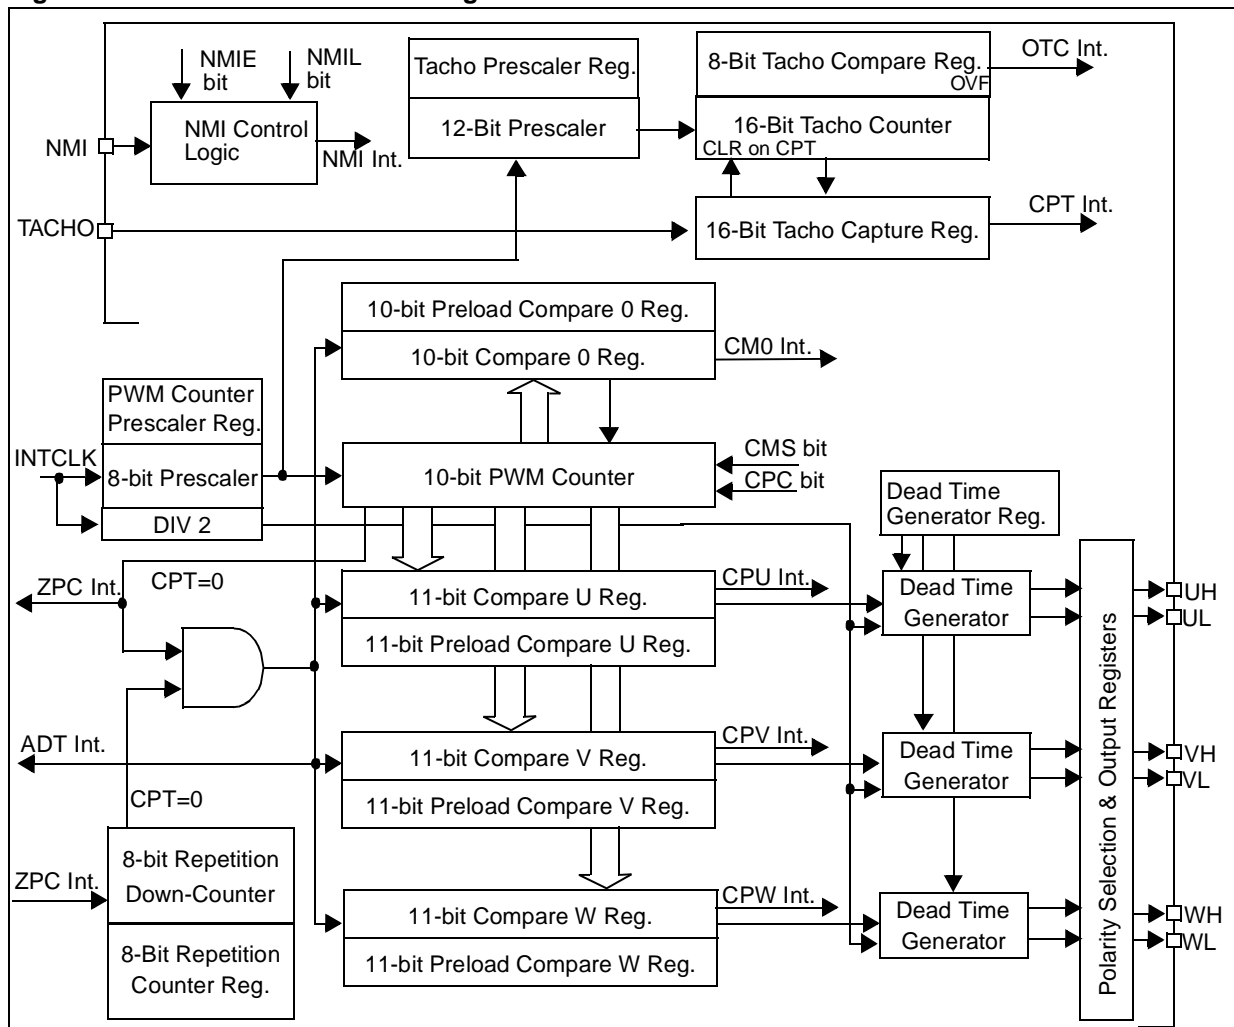 NMIE
bit
NMIL
bit
Tacho Prescaler Reg.
8-Bit Tacho Compare Reg.
OVF
OTC Int.
NMI
NMI Control
Logic
NMI Int.
12-Bit Prescaler
16-Bit Tacho Counter
CLR on CPT
TACHO
16-Bit Tacho Capture Reg.
CPT Int.
10-bit Preload Compare 0 Reg.
10-bit Compare 0 Reg.
CM0 Int.
PWM Counter
Prescaler Reg.
INTCLK
8-bit Prescaler
10-bit PWM Counter
CMS bit
CPC bit
DIV 2
Dead Time
Generator Reg.
ZPC Int.
CPT=0
11-bit Compare U Reg.
CPU Int.
Dead Time
Generator
UH
UL
11-bit Preload Compare U Reg.
ADT Int.
11-bit Compare V Reg.
CPV Int.
Dead Time
Generator
VH
VL
11-bit Preload Compare V Reg.
CPT=0
8-bit Repetition
Down-Counter
ZPC Int.
11-bit Compare W Reg.
CPW Int.
Dead Time
Generator
WH
WL
11-bit Preload Compare W Reg.
8-Bit Repetition
Counter Reg.
Polarity Selection & Output Registers